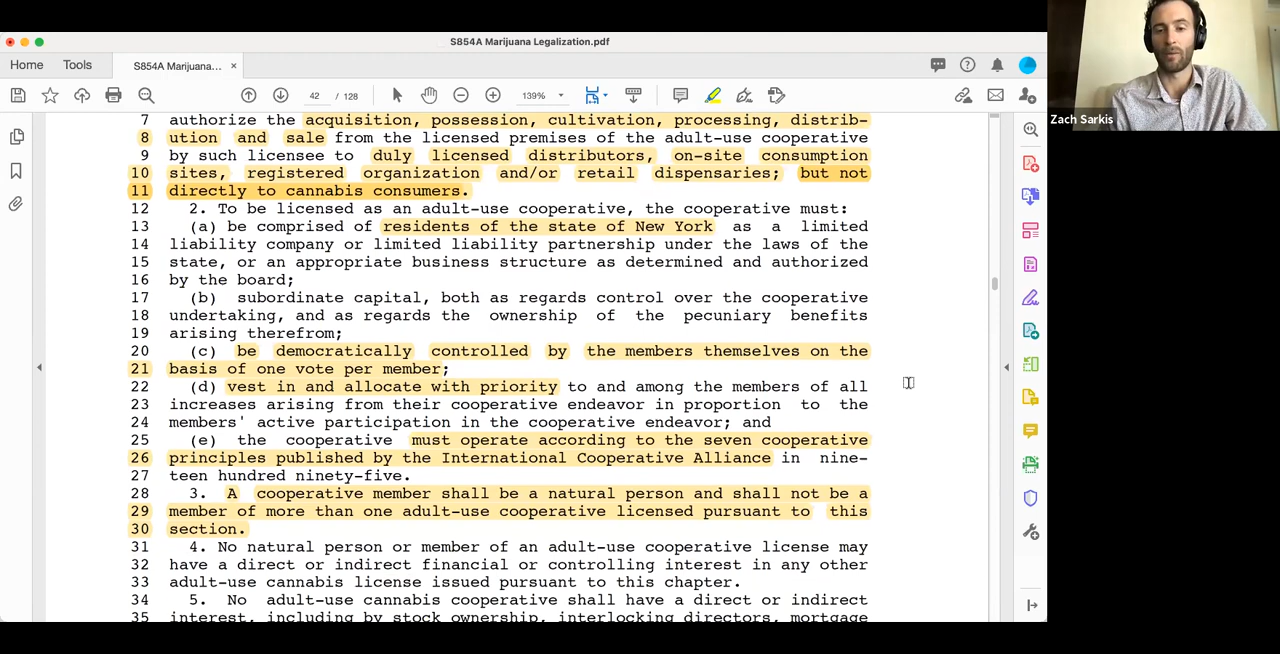 S854A Marijuana Legalization.pdf
Home Tools S854A Marijuana... ×
42 / 128 139%
7 authorize the acquisition, possession, cultivation, processing, distrib-
8 ution and sale from the licensed premises of the adult-use cooperative
9 by such licensee to duly licensed distributors, on-site consumption
10 sites, registered organization and/or retail dispensaries; but not
11 directly to cannabis consumers.
12 2. To be licensed as an adult-use cooperative, the cooperative must:
13 (a) be comprised of residents of the state of New York as a limited
14 liability company or limited liability partnership under the laws of the
15 state, or an appropriate business structure as determined and authorized
16 by the board;
17 (b) subordinate capital, both as regards control over the cooperative
18 undertaking, and as regards the ownership of the pecuniary benefits
19 arising therefrom;
20 (c) be democratically controlled by the members themselves on the
21 basis of one vote per member;
22 (d) vest in and allocate with priority to and among the members of all
23 increases arising from their cooperative endeavor in proportion to the
24 members' active participation in the cooperative endeavor; and
25 (e) the cooperative must operate according to the seven cooperative
26 principles published by the International Cooperative Alliance in nine-
27 teen hundred ninety-five.
28 3. A cooperative member shall be a natural person and shall not be a
29 member of more than one adult-use cooperative licensed pursuant to this
30 section.
31 4. No natural person or member of an adult-use cooperative license may
32 have a direct or indirect financial or controlling interest in any other
33 adult-use cannabis license issued pursuant to this chapter.
34 5. No adult-use cannabis cooperative shall have a direct or indirect
35 interest, including by stock ownership, interlocking directors, mortgage
Zach Sarkis